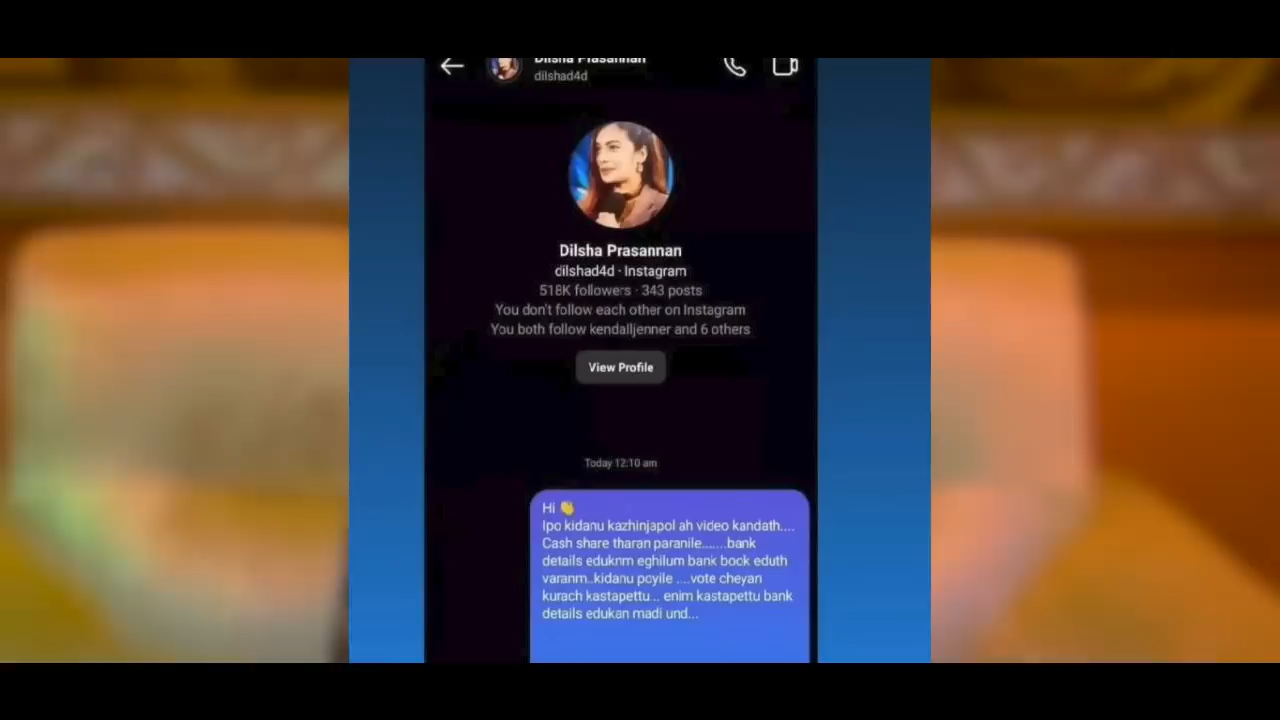 Dilsha Prasannan
dilshad4d
Dilsha Prasannan
dilshad4d · Instagram
518K followers · 343 posts
You don't follow each other on Instagram
You both follow kendalljenner and 6 others
View Profile
Today 12:10 am
Hi 👏
Ipo kidanu kazhinjapol ah video kandath....
Cash share tharan paranile.......bank
details eduknm eghilum bank bock eduth
varanm..kidanu poyile ....vote cheyan
kurach kastapettu... enim kastapettu bank
details edukan madi und...